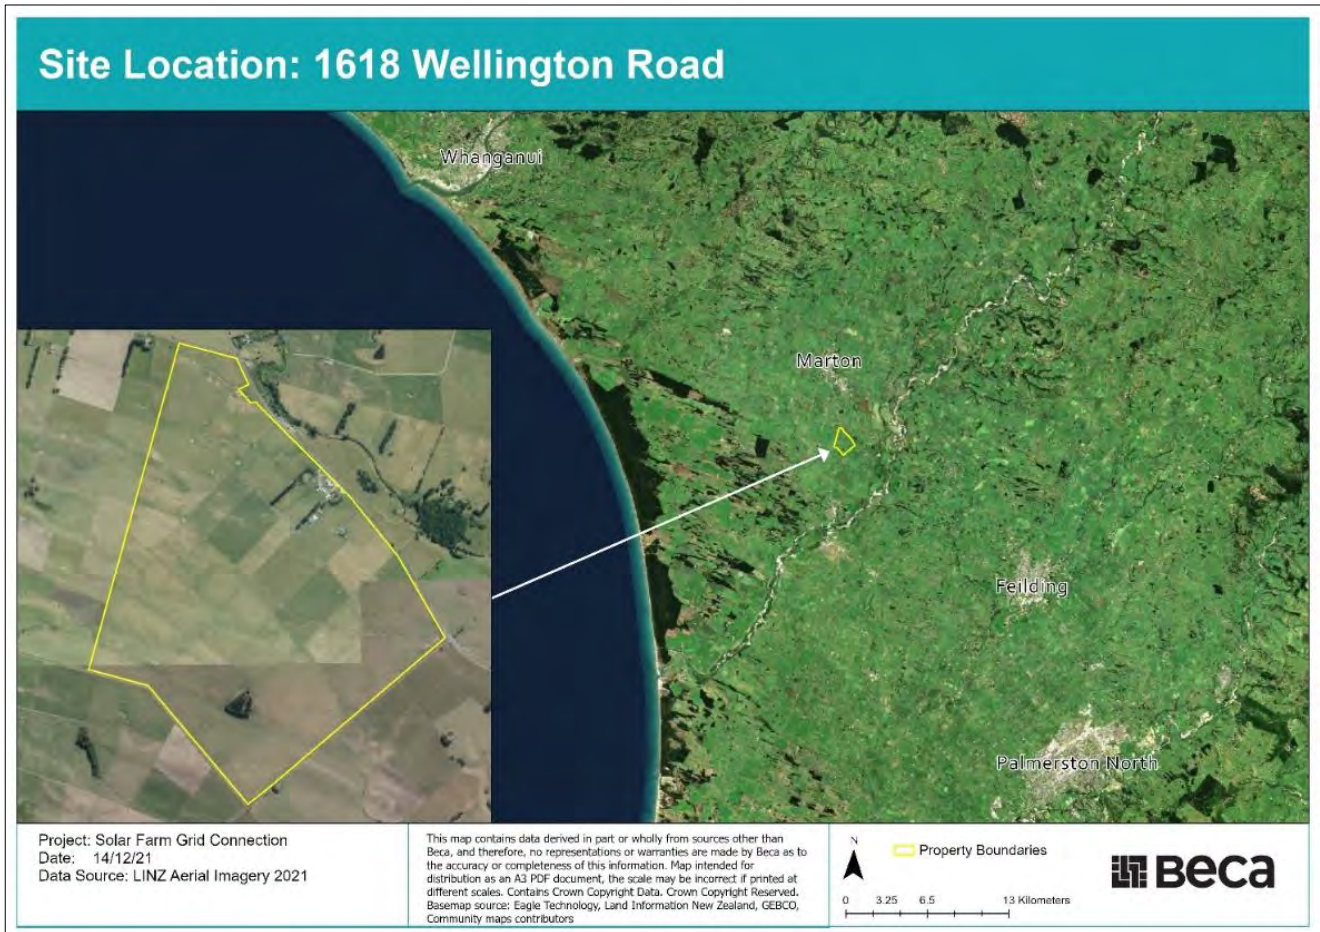 Site Location: 1618 Wellington Road
Whanganui
Marton
Feilding
Palmerston North
Project: Solar Farm Grid Connection
Date: 14/12/21
Data Source: LINZ Aerial Imagery 2021
This map contains data derived in part or wholly from sources other than
Beca, and therefore, no representations or warranties are made by Beca as to
the accuracy or completeness of this information. Map intended for
distribution as an A3 PDF document, the scale may be incorrect if printed at
different scales. Contains Crown Copyright Data. Crown Copyright Reserved.
Basemap source: Eagle Technology, Land Information New Zealand, GEBCO,
Community maps contributors
N
Property Boundaries
0 3.25 6.5 13 Kilometers
Beca